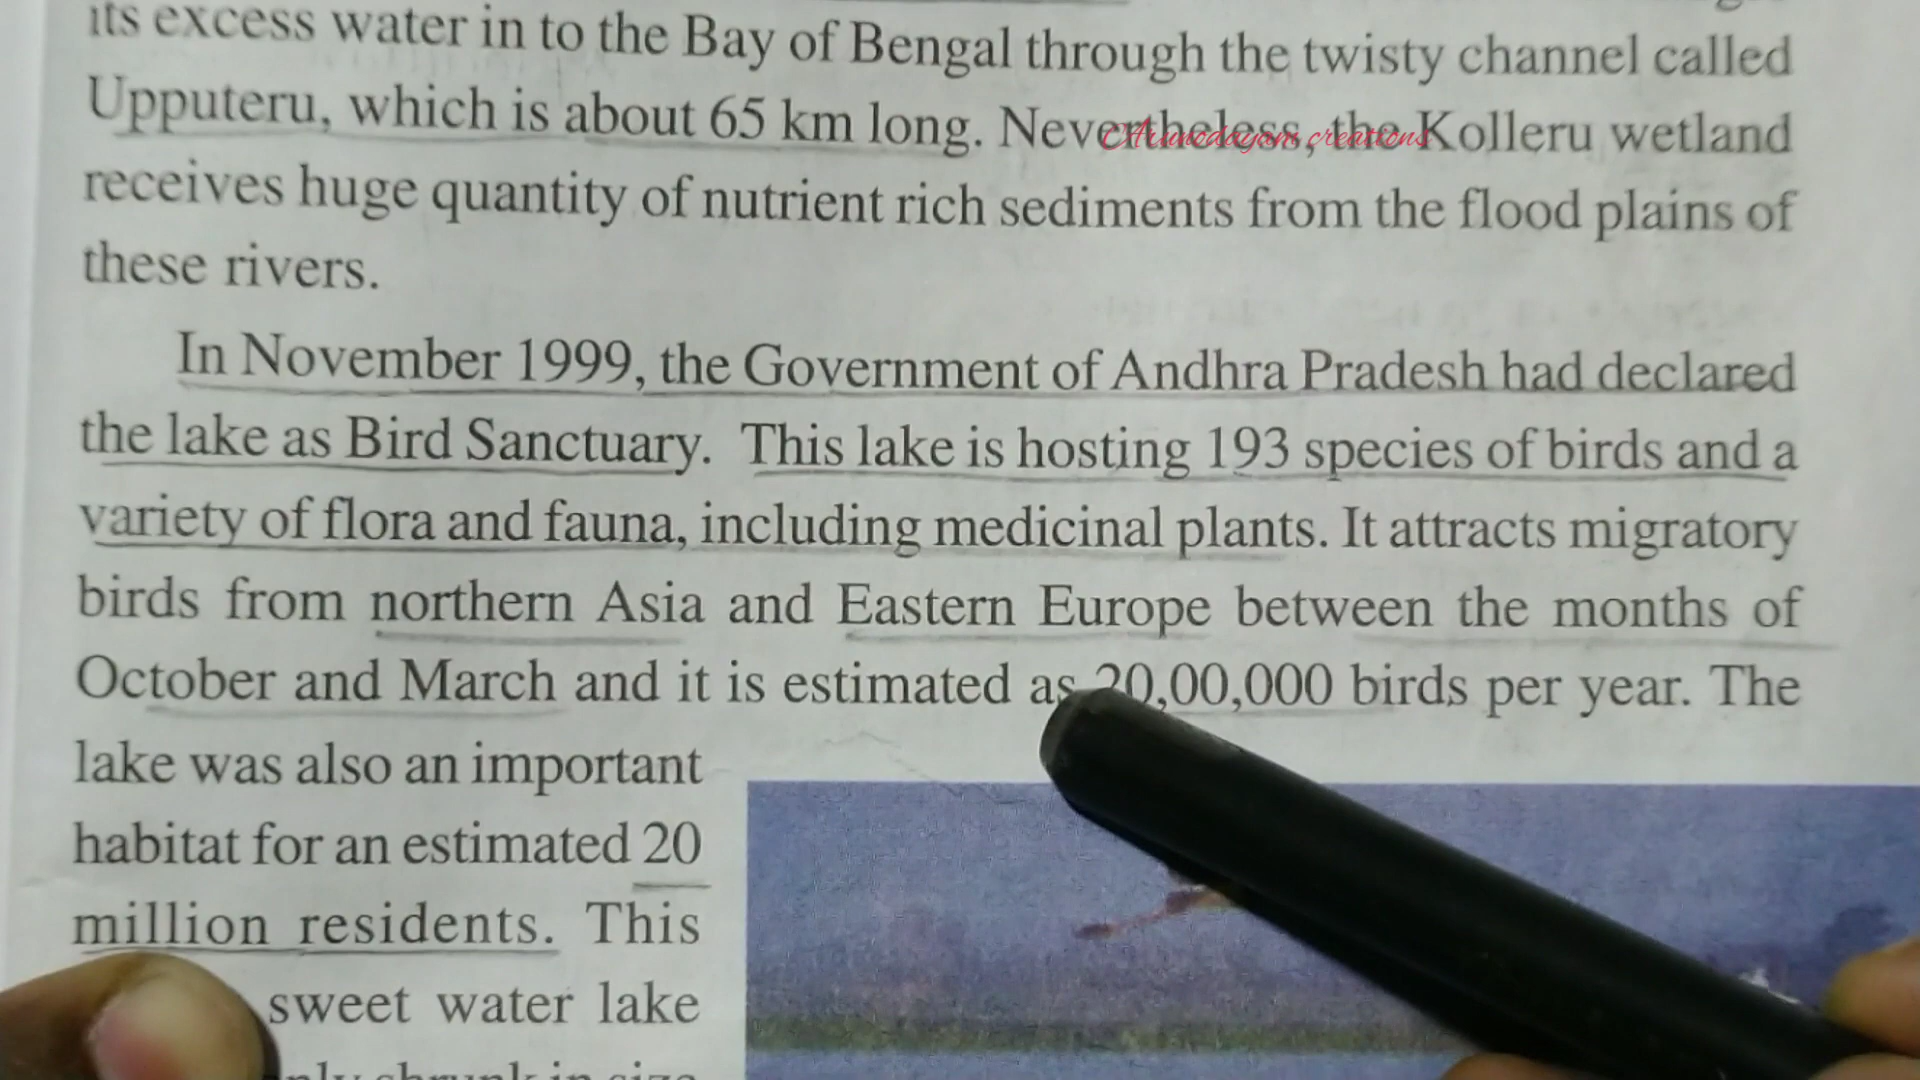 its excess water in to the Bay of Bengal through the twisty channel called
Upputeru, which is about 65 km long. Nevertheless, the Kolleru wetland
Arunodayam creations
receives huge quantity of nutrient rich sediments from the flood plains of
these rivers.
In November 1999, the Government of Andhra Pradesh had declared
the lake as Bird Sanctuary. This lake is hosting 193 species of birds and a
variety of flora and fauna, including medicinal plants. It attracts migratory
birds from northern Asia and Eastern Europe between the months of
October and March and it is estimated as 20,00,000 birds per year. The
lake was also an important
habitat for an estimated 20
million residents. This
sweet water lake
shrunk in size